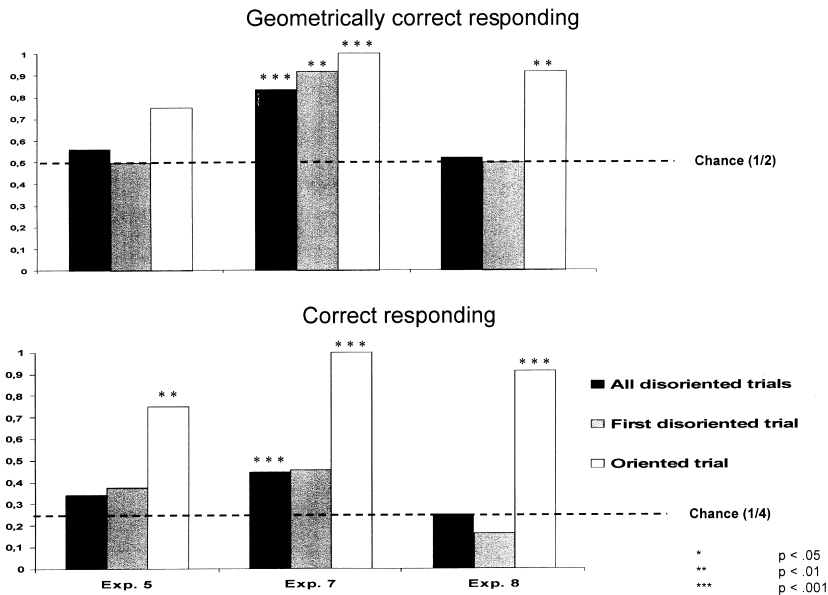 Geometrically correct responding
* * *
* * *
* *
* *
1
0,9
0,8
0,7
0,6
0,5
0,4
0,3
0,2
0,1
0
Chance (1/2)
Correct responding
* * *
* * *
* *
* * *
1
0,9
0,8
0,7
0,6
0,5
0,4
0,3
0,2
0,1
0
All disoriented trials
First disoriented trial
Oriented trial
Chance (1/4)
Exp. 5 Exp. 7 Exp. 8
* p < .05
** p < .01
*** p < .001